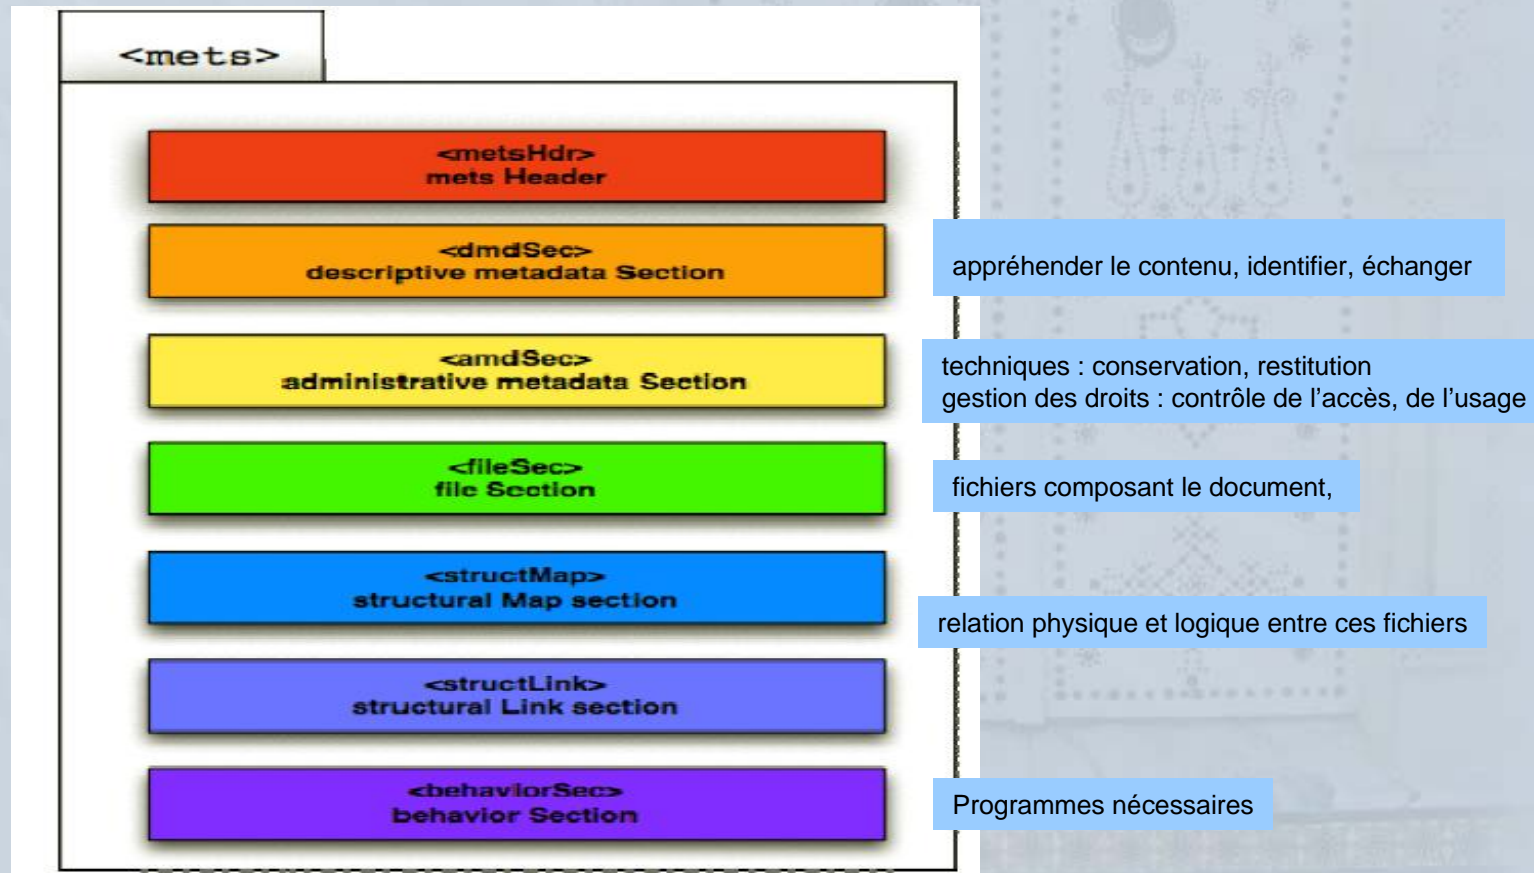 <mets>
<metsHdr>
mets Header
<dmdSec>
descriptive metadata Section
appréhender le contenu, identifier, échanger
<amdSec>
administrative metadata Section
techniques : conservation, restitution
gestion des droits : contrôle de l’accès, de l’usage
<fileSec>
file Section
fichiers composant le document,
<structMap>
structural Map section
relation physique et logique entre ces fichiers
<structLink>
structural Link section
<behaviorSec>
behavior Section
Programmes nécessaires